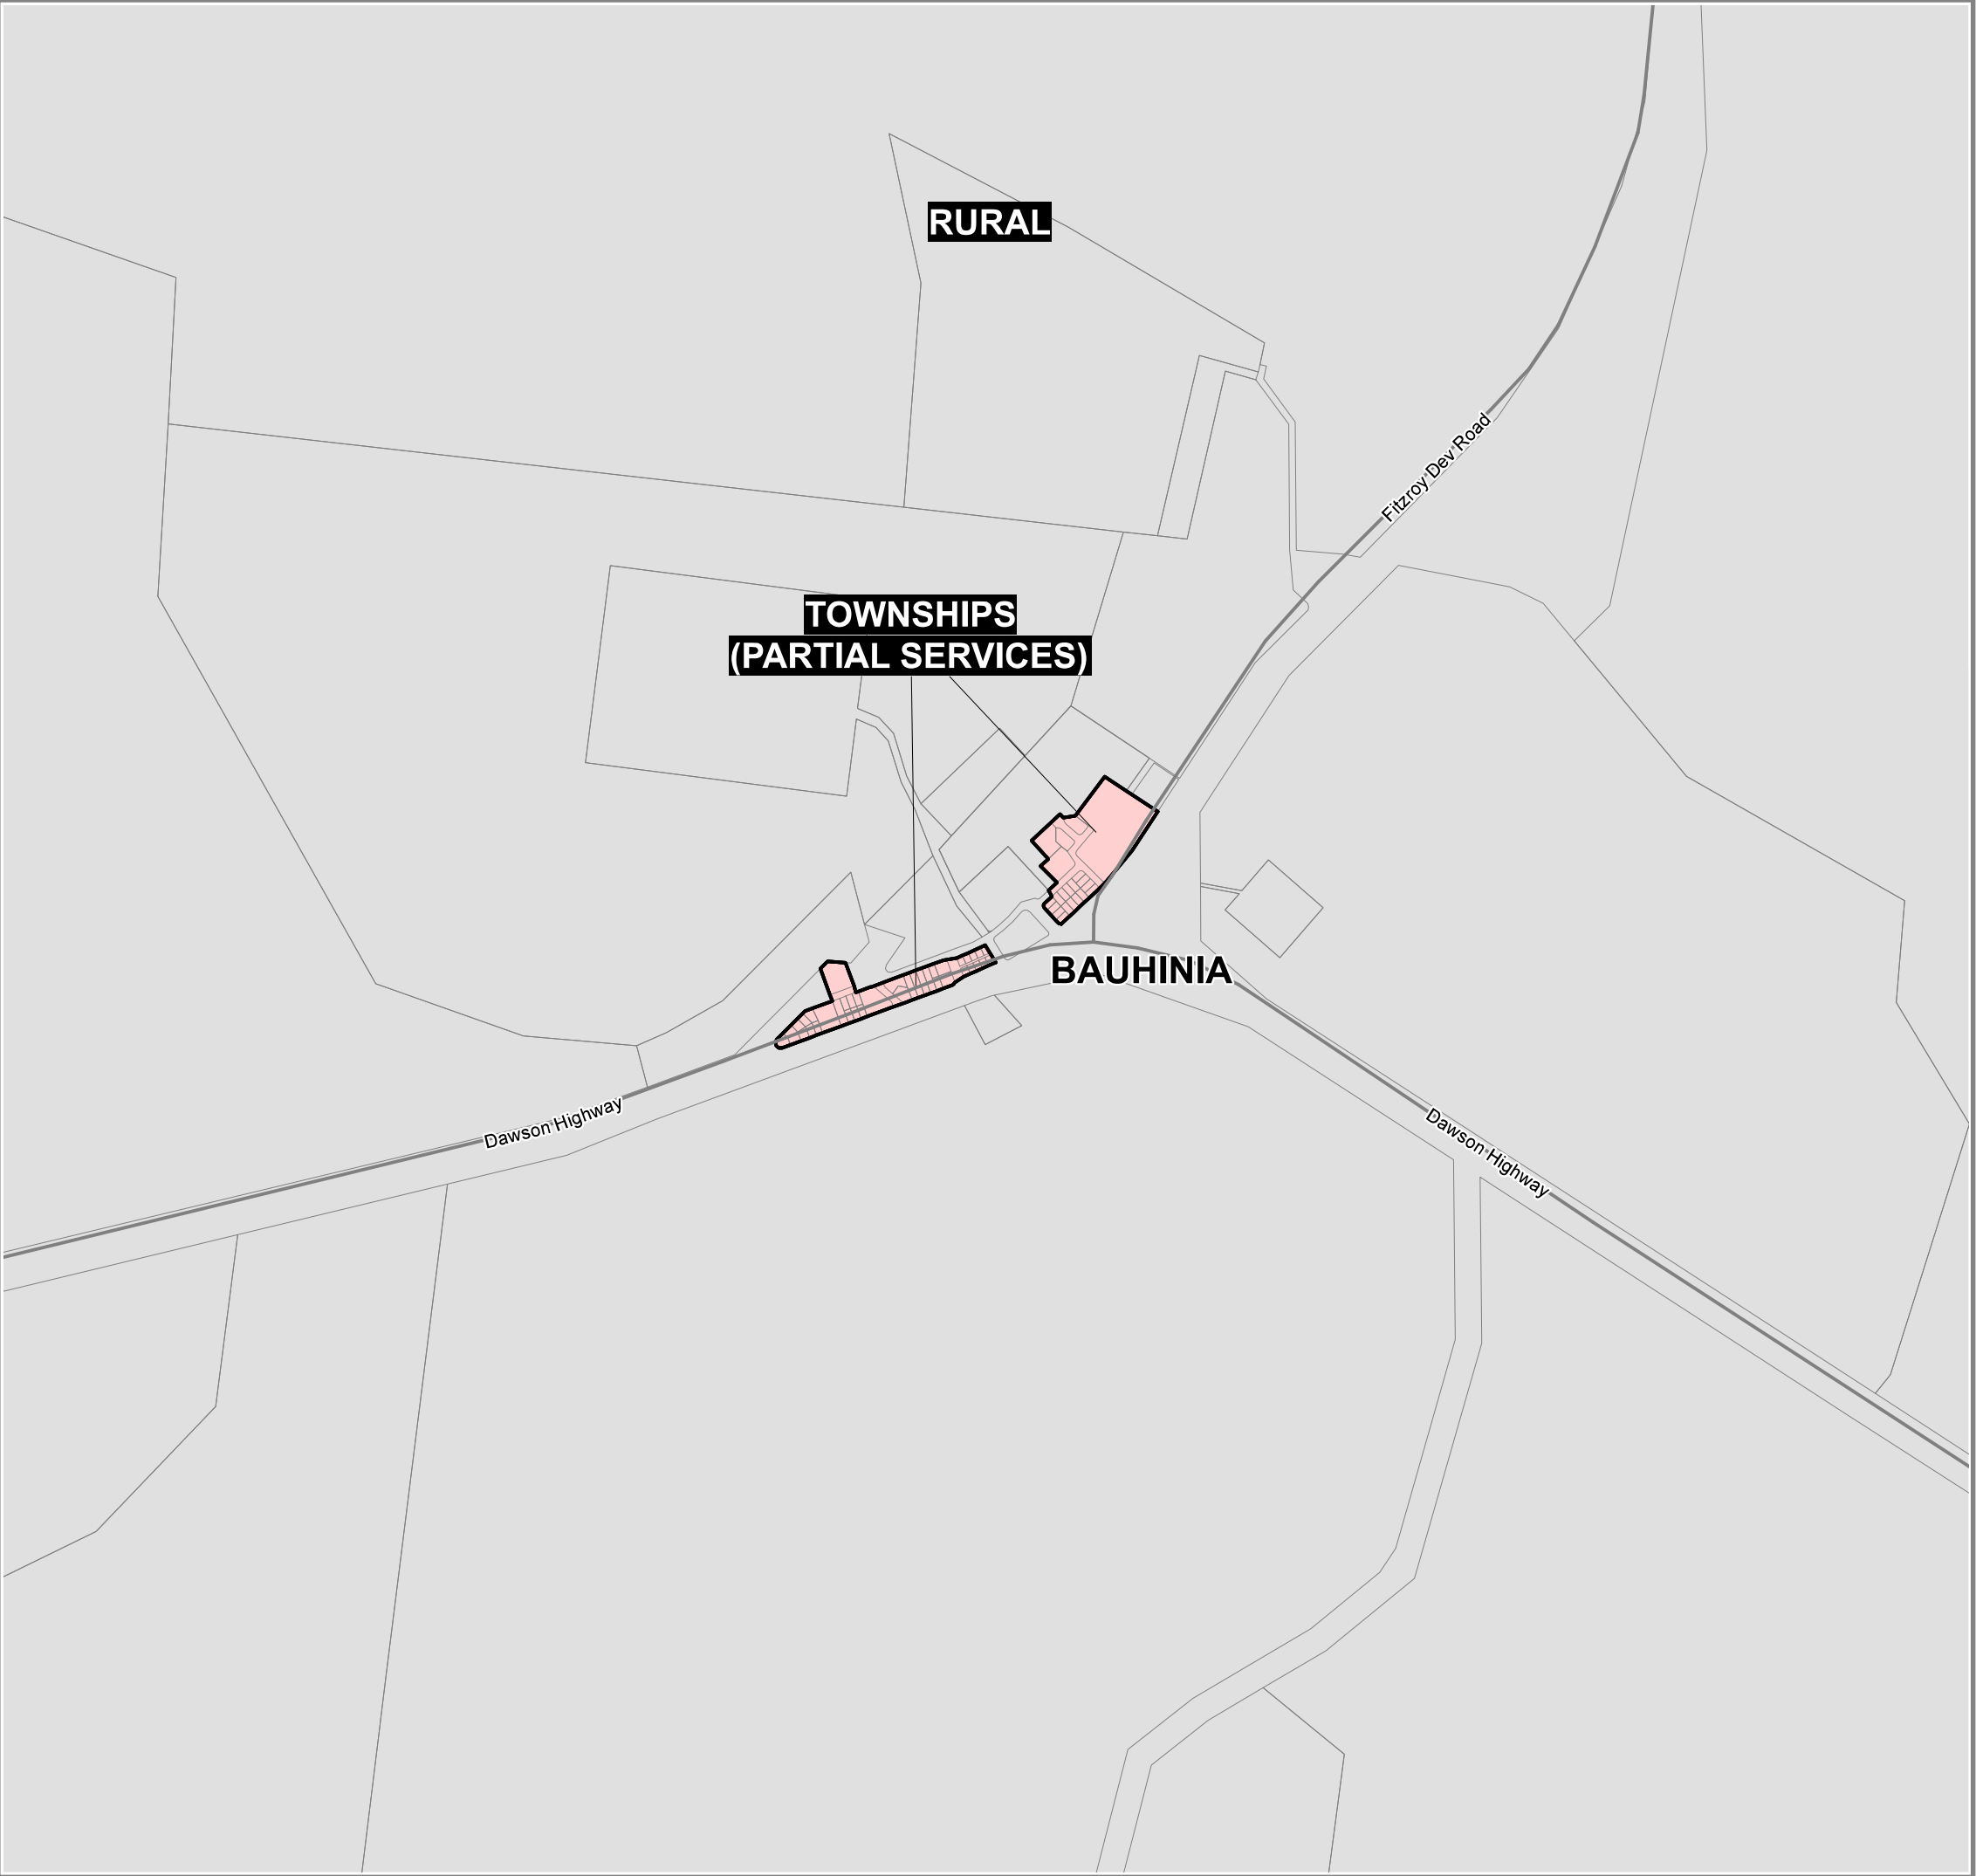 RURAL
Fitzroy Dev Road
TOWNSHIPS
(PARTIAL SERVICES)
BAUHINIA
Dawson Highway
Dawson Highway